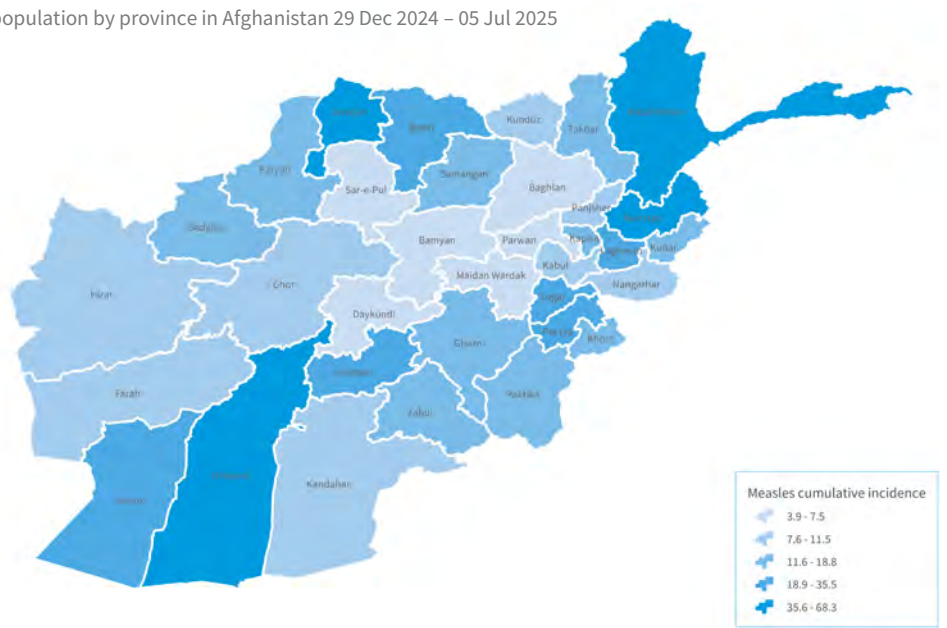 population by province in Afghanistan 29 Dec 2024 – 05 Jul 2025
Kunduz
Takhar
Balkh
Faryab
Samangan
Sar-e-Pul
Baghlan
Panjsher
Badghis
Bamyan
Parwan
Kapisa
Kunar
Kabul
Maidan Wardak
Nangarhar
Hirat
Ghor
Logar
Daykundi
Paktya
Khost
Ghazni
Farah
Paktika
Zabul
Kandahar
Measles cumulative incidence
3.9 - 7.5
7.6 - 11.5
11.6 - 18.8
18.9 - 35.5
35.6 - 68.3